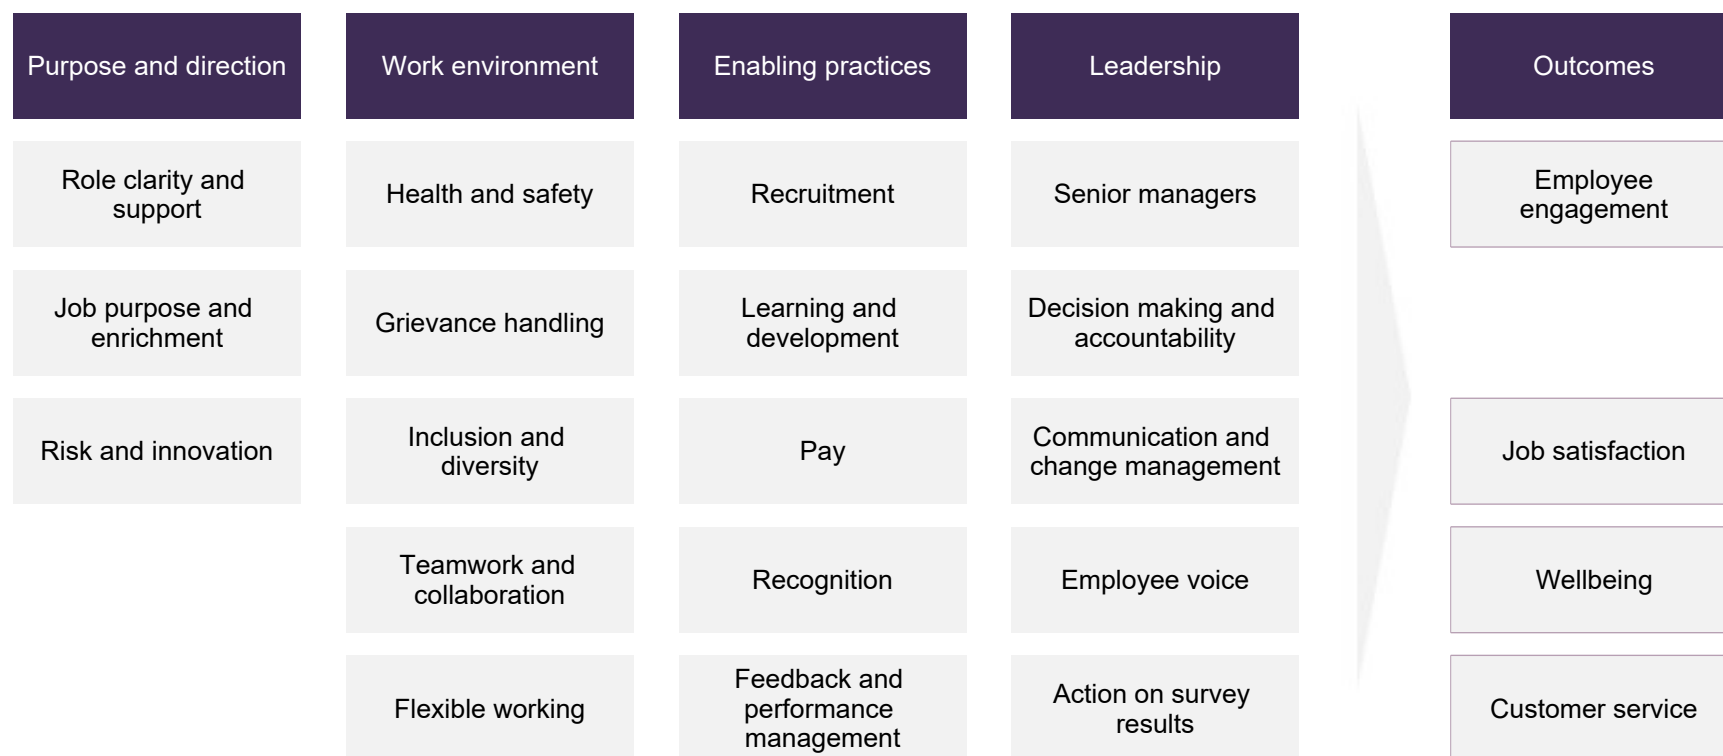 Purpose and direction
Work environment
Enabling practices
Leadership
Outcomes
Role clarity and
support
Health and safety
Recruitment
Senior managers
Employee
engagement
Job purpose and
enrichment
Grievance handling
Learning and
development
Decision making and
accountability
Risk and innovation
Inclusion and
diversity
Pay
Communication and
change management
Job satisfaction
Teamwork and
collaboration
Recognition
Employee voice
Wellbeing
Flexible working
Feedback and
performance
management
Action on survey
results
Customer service